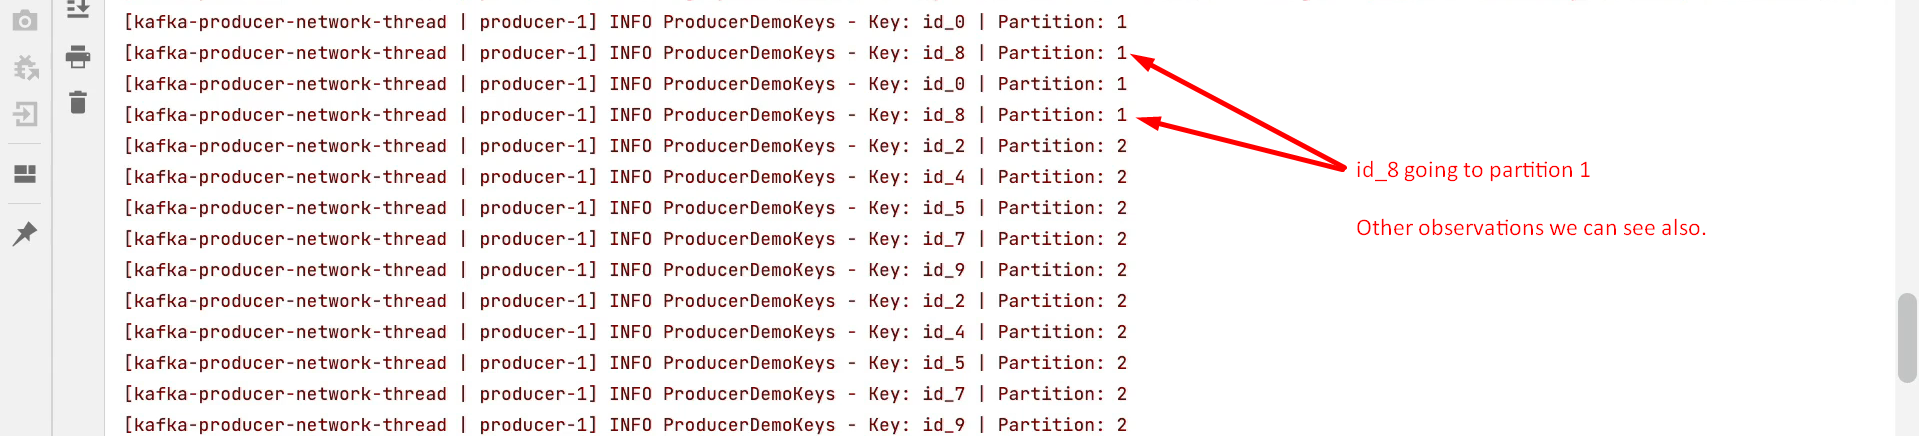 [kafka-producer-network-thread | producer-1] INFO ProducerDemoKeys - Key: id_0 | Partition: 1
[kafka-producer-network-thread | producer-1] INFO ProducerDemoKeys - Key: id_8 | Partition: 1
[kafka-producer-network-thread | producer-1] INFO ProducerDemoKeys - Key: id_0 | Partition: 1
[kafka-producer-network-thread | producer-1] INFO ProducerDemoKeys - Key: id_8 | Partition: 1
[kafka-producer-network-thread | producer-1] INFO ProducerDemoKeys - Key: id_2 | Partition: 2
[kafka-producer-network-thread | producer-1] INFO ProducerDemoKeys - Key: id_4 | Partition: 2
[kafka-producer-network-thread | producer-1] INFO ProducerDemoKeys - Key: id_5 | Partition: 2
[kafka-producer-network-thread | producer-1] INFO ProducerDemoKeys - Key: id_7 | Partition: 2
[kafka-producer-network-thread | producer-1] INFO ProducerDemoKeys - Key: id_9 | Partition: 2
[kafka-producer-network-thread | producer-1] INFO ProducerDemoKeys - Key: id_2 | Partition: 2
[kafka-producer-network-thread | producer-1] INFO ProducerDemoKeys - Key: id_4 | Partition: 2
[kafka-producer-network-thread | producer-1] INFO ProducerDemoKeys - Key: id_5 | Partition: 2
[kafka-producer-network-thread | producer-1] INFO ProducerDemoKeys - Key: id_7 | Partition: 2
[kafka-producer-network-thread | producer-1] INFO ProducerDemoKeys - Key: id_9 | Partition: 2
id_8 going to partition 1
Other observations we can see also.